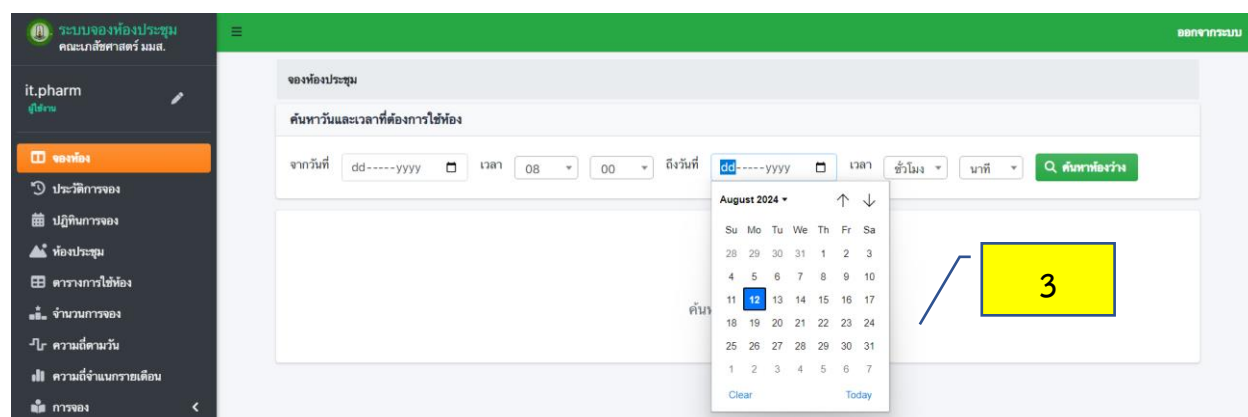 ระบบจองห้องประชุม
คณะเภสัชศาสตร์ มมส.
ออกจากระบบ
it.pharm
ผู้ใช้งาน
จองห้อง
ประวัติการจอง
ปฏิทินการจอง
ห้องประชุม
ตารางการใช้ห้อง
จำนวนการจอง
ความถี่ตามวัน
ความถี่จำแนกรายเดือน
การจอง
จองห้องประชุม
ค้นหาวันและเวลาที่ต้องการใช้ห้อง
จากวันที่ dd-----yyyy เวลา 08 00 ถึงวันที่ dd-----yyyy เวลา ชั่วโมง นาที ค้นหาห้องว่าง
August 2024
Su Mo Tu We Th Fr Sa
28 29 30 31 1 2 3
4 5 6 7 8 9 10
11 12 13 14 15 16 17
18 19 20 21 22 23 24
25 26 27 28 29 30 31
1 2 3 4 5 6 7
Clear Today
3